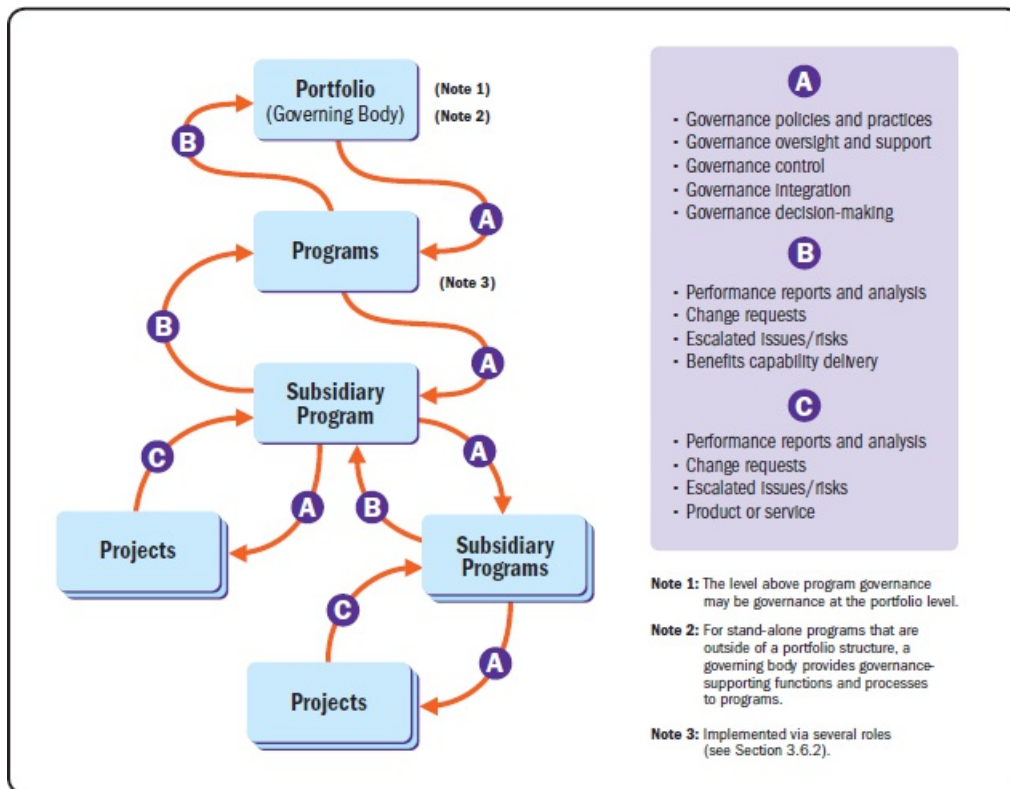 Portfolio
(Governing Body)
(Note 1)
(Note 2)
B
A
Programs
(Note 3)
B
A
Subsidiary
Program
C
A
B
A
Projects
Subsidiary
Programs
C
A
Projects
A
- Governance policies and practices
- Governance oversight and support
- Governance control
- Governance integration
- Governance decision-making
B
- Performance reports and analysis
- Change requests
- Escalated issues/risks
- Benefits capability delivery
C
- Performance reports and analysis
- Change requests
- Escalated issues/risks
- Product or service
Note 1: The level above program governance
may be governance at the portfolio level.
Note 2: For stand-alone programs that are
outside of a portfolio structure, a
governing body provides governance-
supporting functions and processes
to programs.
Note 3: Implemented via several roles
(see Section 3.6.2).